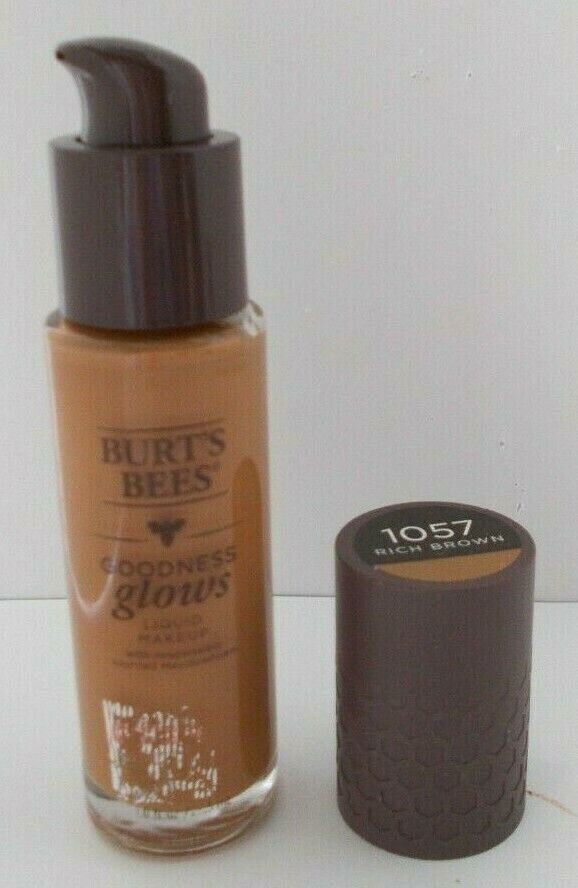 BURT'S
BEES®
GOODNESS
glows
LIQUID
MAKEUP
1057
RICH BROWN